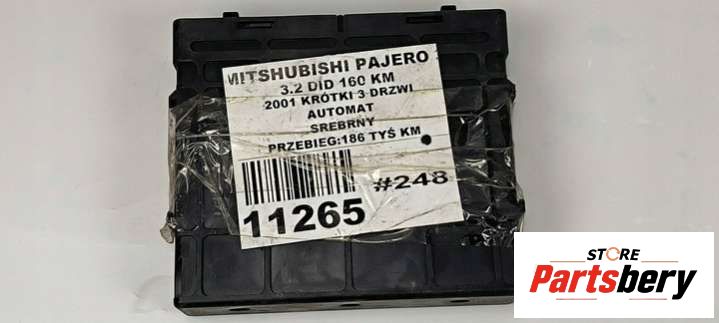 MITSHUBISHI PAJERO
3.2 DID 160 KM
2001 KRÓTKI 3 DRZWI
AUTOMAT
SREBRNY
PRZEBIEG:186 TYŚ KM
#248
11265
STORE
Partsbery